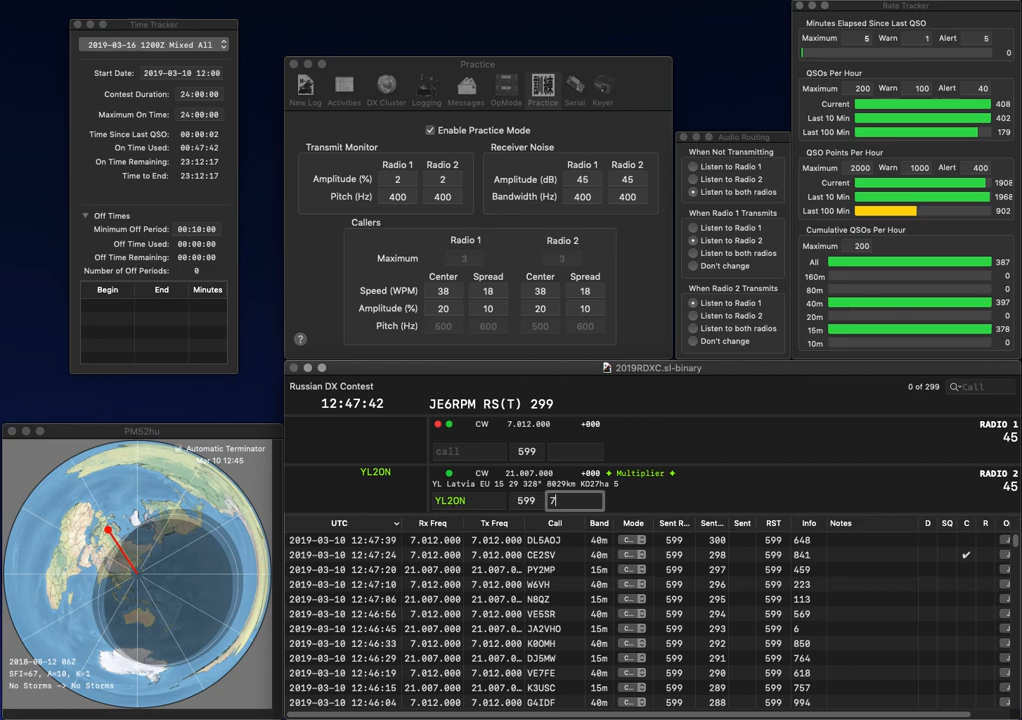 Time Tracker
2019-03-16 1200Z Mixed All
Start Date: 2019-03-10 12:00
Contest Duration: 24:00:00
Maximum On Time: 24:00:00
Time Since Last QSO: 00:00:02
On Time Used: 00:47:42
On Time Remaining: 23:12:17
Time to End: 23:12:17
Off Times
Minimum Off Period: 00:10:00
Off Time Used: 00:00:00
Off Time Remaining: 00:00:00
Number of Off Periods: 0
Begin End Minutes
Practice
New Log Activities DX Cluster Logging Messages OpMode Practice Serial Keyer
Enable Practice Mode
Transmit Monitor
Radio 1 Radio 2
Amplitude (%) 2 2
Pitch (Hz) 400 400
Receiver Noise
Radio 1 Radio 2
Amplitude (dB) 45 45
Bandwidth (Hz) 400 400
Callers
Radio 1 Radio 2
Maximum 3 3
Center Spread Center Spread
Speed (WPM) 38 18 38 18
Amplitude (%) 20 10 20 10
Pitch (Hz) 500 600 500 600
?
Audio Routing
When Not Transmitting
Listen to Radio 1
Listen to Radio 2
Listen to both radios
When Radio 1 Transmits
Listen to Radio 1
Listen to Radio 2
Listen to both radios
Don't change
When Radio 2 Transmits
Listen to Radio 1
Listen to Radio 2
Listen to both radios
Don't change
Rate Tracker
Minutes Elapsed Since Last QSO
Maximum 5 Warn 1 Alert 5
0
QSOs Per Hour
Maximum 200 Warn 100 Alert 40
Current 408
Last 10 Min 402
Last 100 Min 179
QSO Points Per Hour
Maximum 2000 Warn 1000 Alert 400
Current 1908
Last 10 Min 1968
Last 100 Min 902
Cumulative QSOs Per Hour
Maximum 200
All 387
160m 0
80m 0
40m 397
20m 0
15m 378
10m 0
PM52hu
Automatic Terminator
Mar 10 12:45
2018-08-12 06Z
SFI=67, A=10, K=1
No Storms -> No Storms
2019RDXC.sl-binary
Russian DX Contest 0 of 299 Call
12:47:42 JE6RPM RS(T) 299
CW 7.012.000 +000 RADIO 1
45
call 599
YL2ON CW 21.007.000 +000 ✦ Multiplier ✦ RADIO 2
YL Latvia EU 15 29 328° 8029km KO27ha 5 45
YL2ON 599 7
UTC Rx Freq Tx Freq Call Band Mode Sent R... Sent... Sent RST Info Notes D SQ C R O
2019-03-10 12:47:39 7.012.000 7.012.000 DL5AOJ 40m C... 599 300 599 648
2019-03-10 12:47:24 7.012.000 7.012.000 CE2SV 40m C... 599 298 599 841 ✔
2019-03-10 12:47:20 21.007.000 21.007.000 PY2MP 15m C... 599 297 599 459
2019-03-10 12:47:10 7.012.000 7.012.000 W6VH 40m C... 599 296 599 223
2019-03-10 12:47:06 21.007.000 21.007.000 N8QZ 15m C... 599 295 599 113
2019-03-10 12:46:56 7.012.000 7.012.000 VE5SR 40m C... 599 294 599 569
2019-03-10 12:46:45 21.007.000 21.007.000 JA2VHO 15m C... 599 293 599 6
2019-03-10 12:46:33 7.012.000 7.012.000 K0OMH 40m C... 599 292 599 850
2019-03-10 12:46:29 21.007.000 21.007.000 DJ5MW 15m C... 599 291 599 764
2019-03-10 12:46:19 7.012.000 7.012.000 VE7FE 40m C... 599 290 599 618
2019-03-10 12:46:15 21.007.000 21.007.000 K3USC 15m C... 599 289 599 757
2019-03-10 12:46:04 7.012.000 7.012.000 G4IDF 40m C... 599 288 599 994